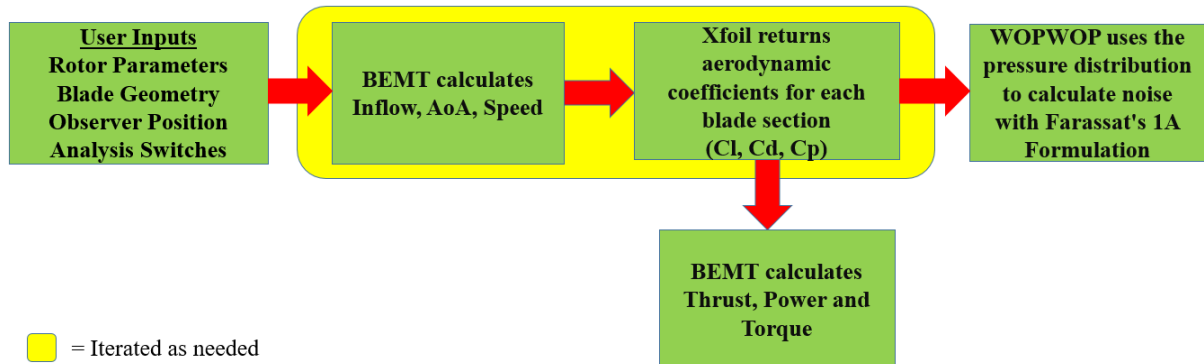 User Inputs
Rotor Parameters
Blade Geometry
Observer Position
Analysis Switches
BEMT calculates
Inflow, AoA, Speed
Xfoil returns
aerodynamic
coefficients for each
blade section
(Cl, Cd, Cp)
WOPWOP uses the
pressure distribution
to calculate noise
with Farassat's 1A
Formulation
BEMT calculates
Thrust, Power and
Torque
= Iterated as needed